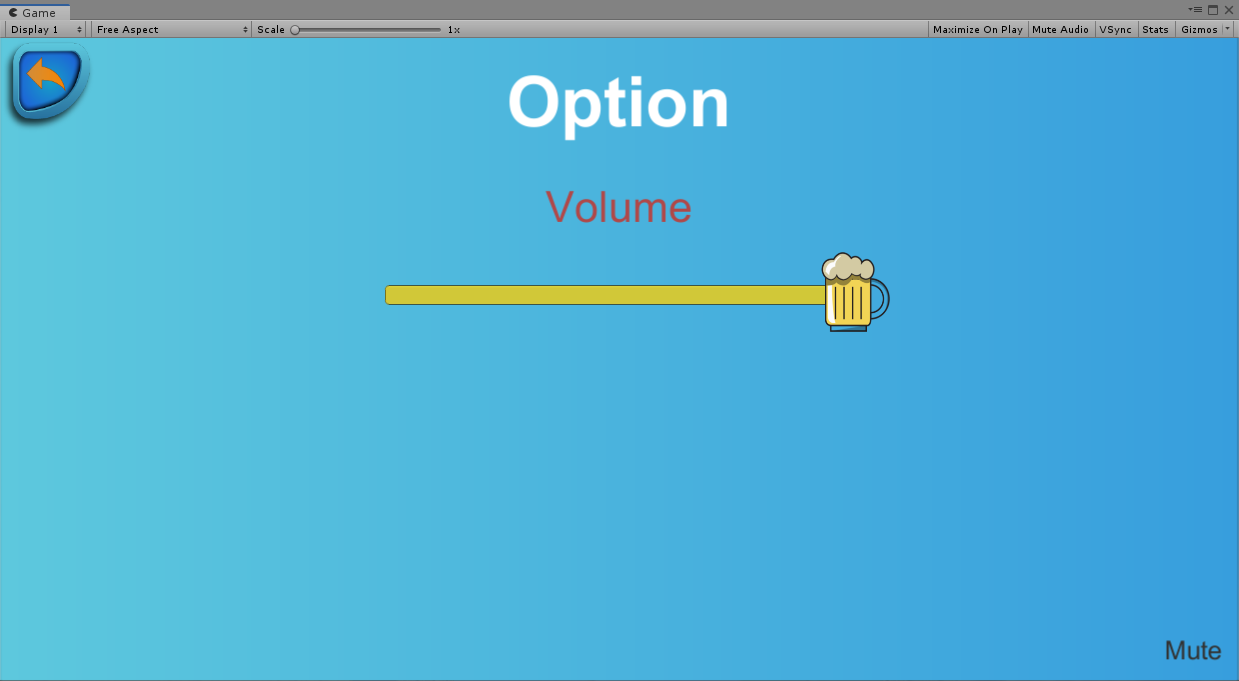 Game
Display 1 Free Aspect Scale 1x Maximize On Play Mute Audio VSync Stats Gizmos
Option
Volume
Mute